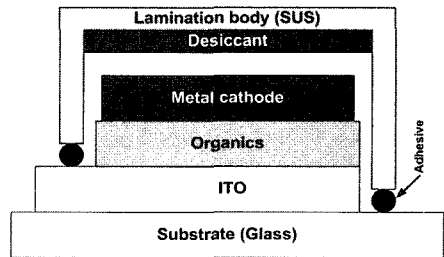 Lamination body (SUS)
Desiccant
Metal cathode
Organics
Adhesive
ITO
Substrate (Glass)